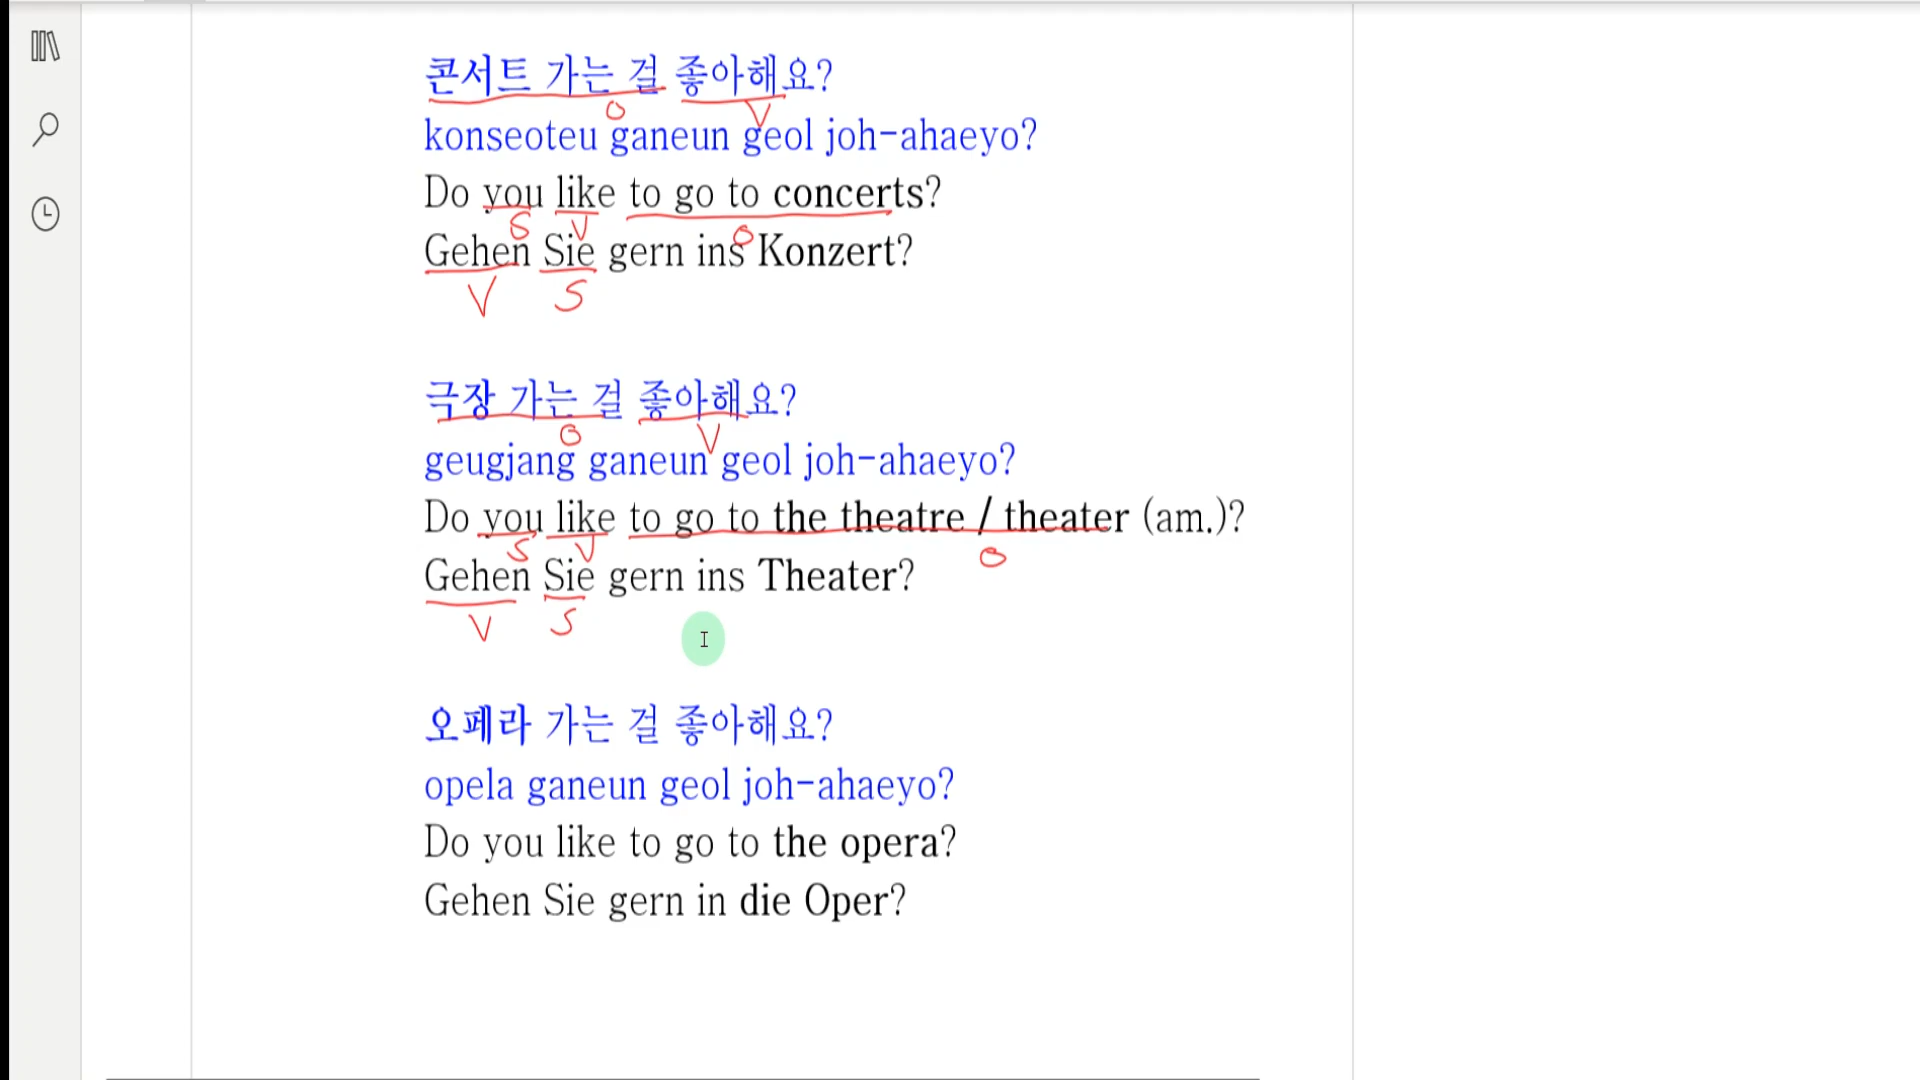 콘서트 가는 걸 좋아해요?
O V
konseoteu ganeun geol joh-ahaeyo?
Do you like to go to concerts?
S V O
Gehen Sie gern ins Konzert?
V S
극장 가는 걸 좋아해요?
O V
geugjang ganeun geol joh-ahaeyo?
Do you like to go to the theatre / theater (am.)?
S V O
Gehen Sie gern ins Theater?
V S
오페라 가는 걸 좋아해요?
opela ganeun geol joh-ahaeyo?
Do you like to go to the opera?
Gehen Sie gern in die Oper?